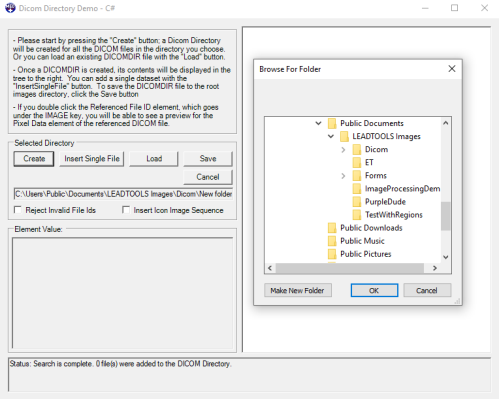 Dicom Directory Demo - C#
- Please start by pressing the "Create" button; a Dicom Directory
will be created for all the DICOM files in the directory you choose.
Or you can load an existing DICOMDIR with the "Load" button.
- Once a DICOMDIR is created, its contents will be displayed in the
tree to the right. You can add a single dataset with the
"InsertSingleFile" button. To save the DICOMDIR file to the root
images directory, click the Save button
- If you double click the Referenced File ID element, which goes
under the IMAGE key, you will be able to see a preview for the
Pixel Data element of the referenced DICOM file.
Selected Directory
Create Insert Single File Load Save
Cancel
C:\Users\Public\Documents\LEADTOOLS Images\Dicom\New folder
Reject Invalid File Ids Insert Icon Image Sequence
Element Value:
Status: Search is complete. 0 file(s) were added to the DICOM Directory.
Browse For Folder
Public Documents
LEADTOOLS Images
Dicom
ET
Forms
ImageProcessingDem
PurpleDude
TestWithRegions
Public Downloads
Public Music
Public Pictures
Make New Folder OK Cancel